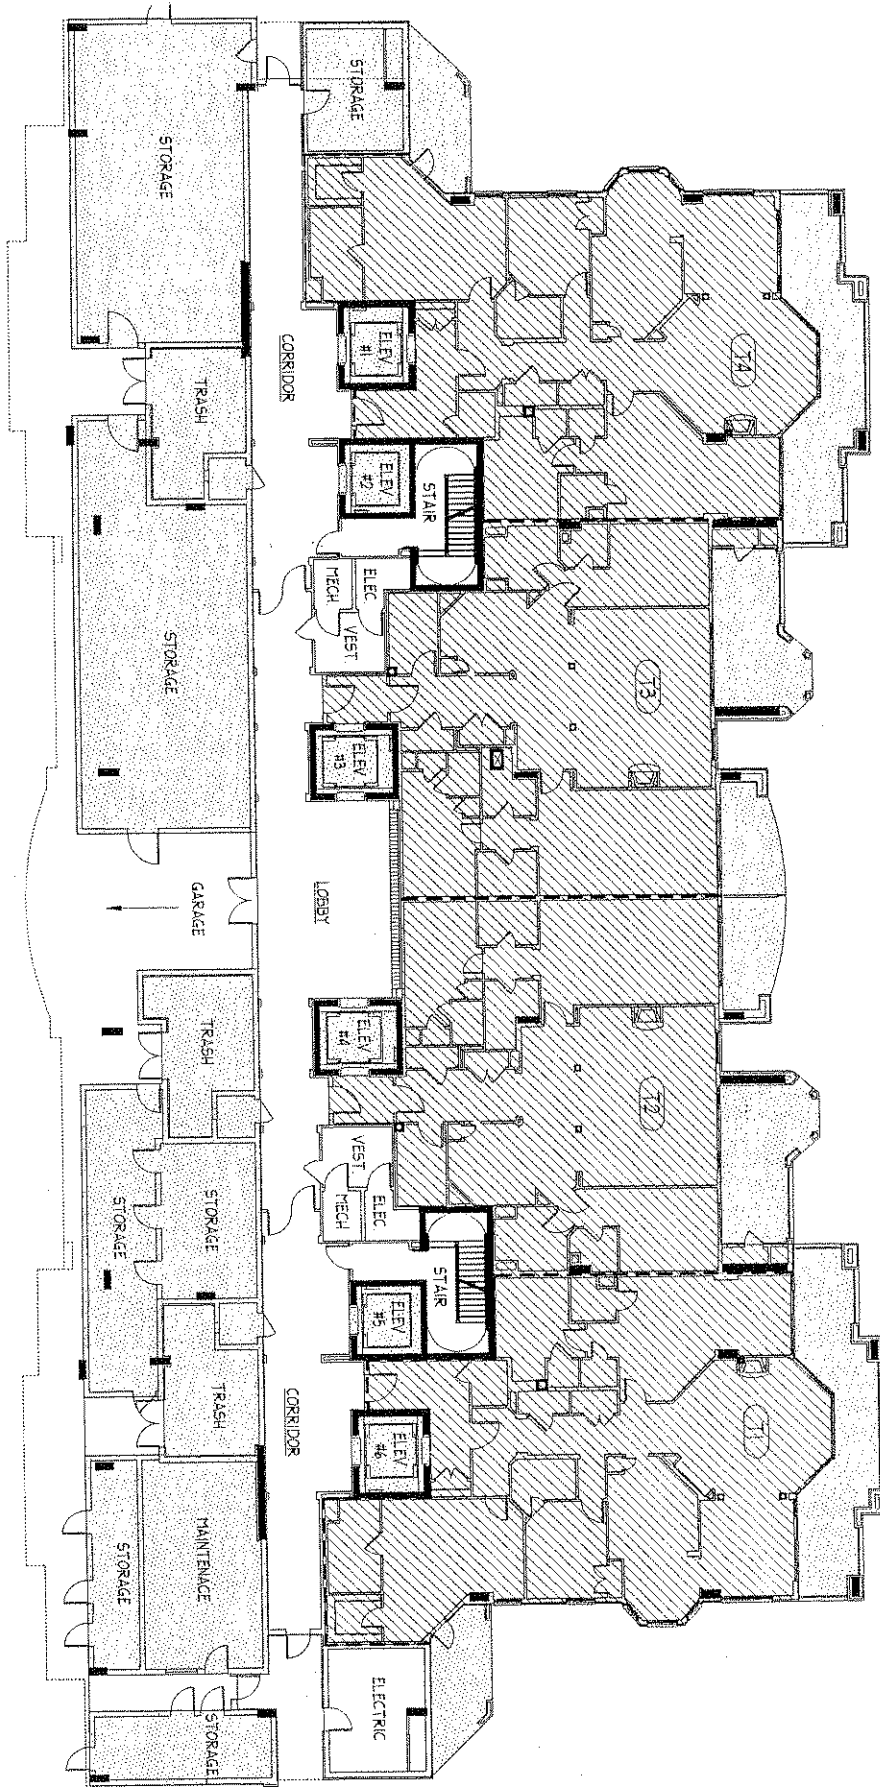 STORAGE
STORAGE
T4
ELEV
#1
CORRIDOR
TRASH
ELEV.
#2
STAIR
ELEC
MECH
VEST
STORAGE
T3
ELEV
#3
LOBBY
GARAGE
ELEV
#4
TRASH
T2
VEST.
ELEC
MECH
STORAGE
STORAGE
STAIR
ELEV
#5
TRASH
CORRIDOR
T1
ELEV.
#6
MAINTENACE
STORAGE
ELECTRIC
STORAGE